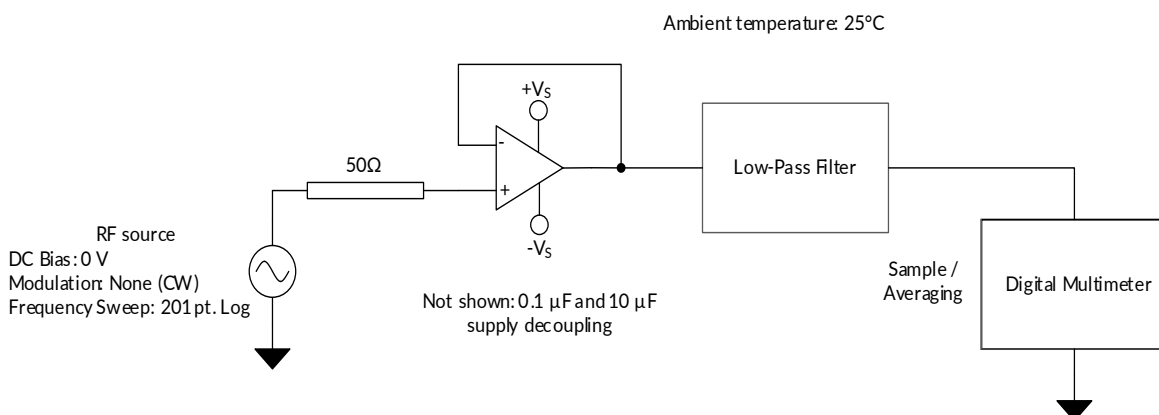 Ambient temperature: 25°C
+VS
-
50Ω
+
Low-Pass Filter
-VS
RF source
DC Bias: 0 V
Modulation: None (CW)
Frequency Sweep: 201 pt. Log
Not shown: 0.1 µF and 10 µF
supply decoupling
Sample /
Averaging
Digital Multimeter